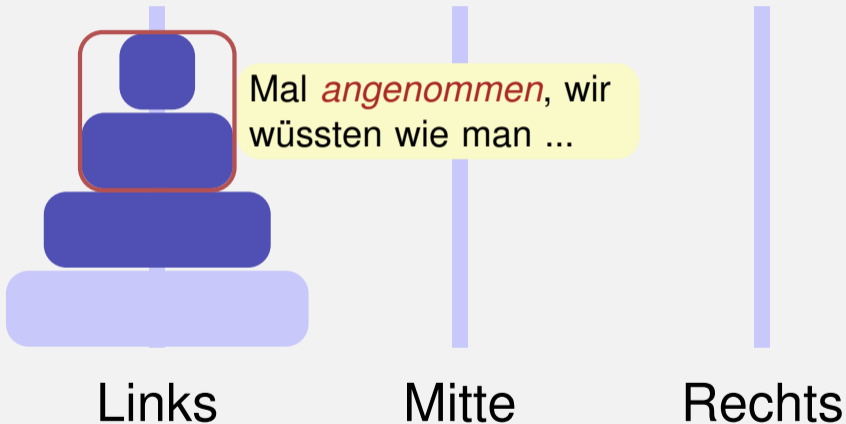 Mal angenommen, wir
wüssten wie man ...
Links Mitte Rechts